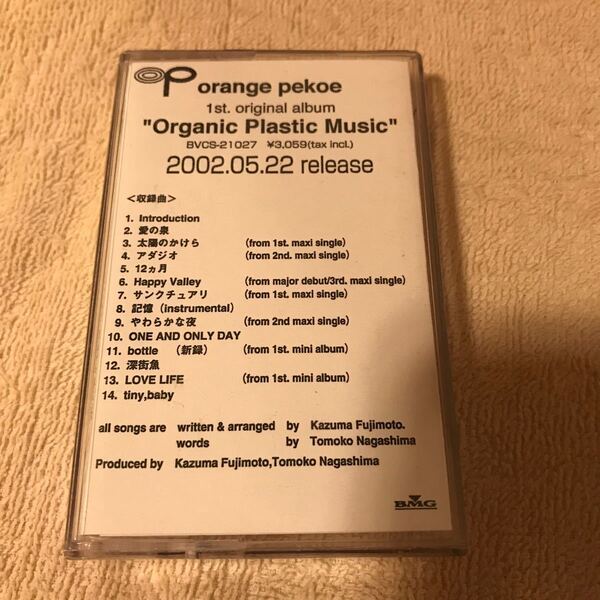 op orange pekoe
1st. original album
"Organic Plastic Music"
BVCS-21027 ¥3,059(tax incl.)
2002.05.22 release
＜収録曲＞
1. Introduction
2. 愛の泉
3. 太陽のかけら (from 1st. maxi single)
4. アダジオ (from 2nd. maxi single)
5. 12ヵ月
6. Happy Valley (from major debut/3rd. maxi single)
7. サンクチュアリ (from 1st. maxi single)
8. 記憶（instrumental）
9. やわらかな夜 (from 2nd maxi single)
10. ONE AND ONLY DAY
11. bottle （新録） (from 1st. mini album)
12. 深街魚
13. LOVE LIFE (from 1st. mini album)
14. tiny,baby
all songs are written & arranged by Kazuma Fujimoto.
words by Tomoko Nagashima
Produced by Kazuma Fujimoto,Tomoko Nagashima
BMG